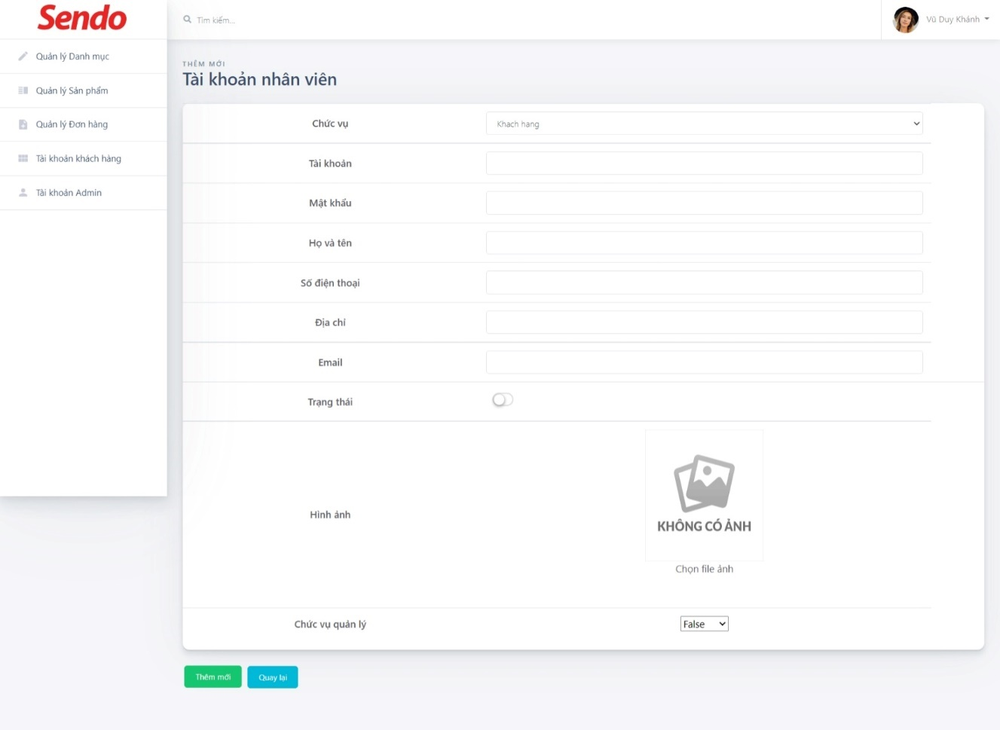 Sendo
Tìm kiếm...
Vũ Duy Khánh
Quản lý Danh mục
Quản lý Sản phẩm
Quản lý Đơn hàng
Tài khoản khách hàng
Tài khoản Admin
THÊM MỚI
Tài khoản nhân viên
Chức vụ
Khach hang
Tài khoản
Mật khẩu
Họ và tên
Số điện thoại
Địa chỉ
Email
Trạng thái
Hình ảnh
KHÔNG CÓ ẢNH
Chọn file ảnh
Chức vụ quản lý
False
Thêm mới
Quay lại